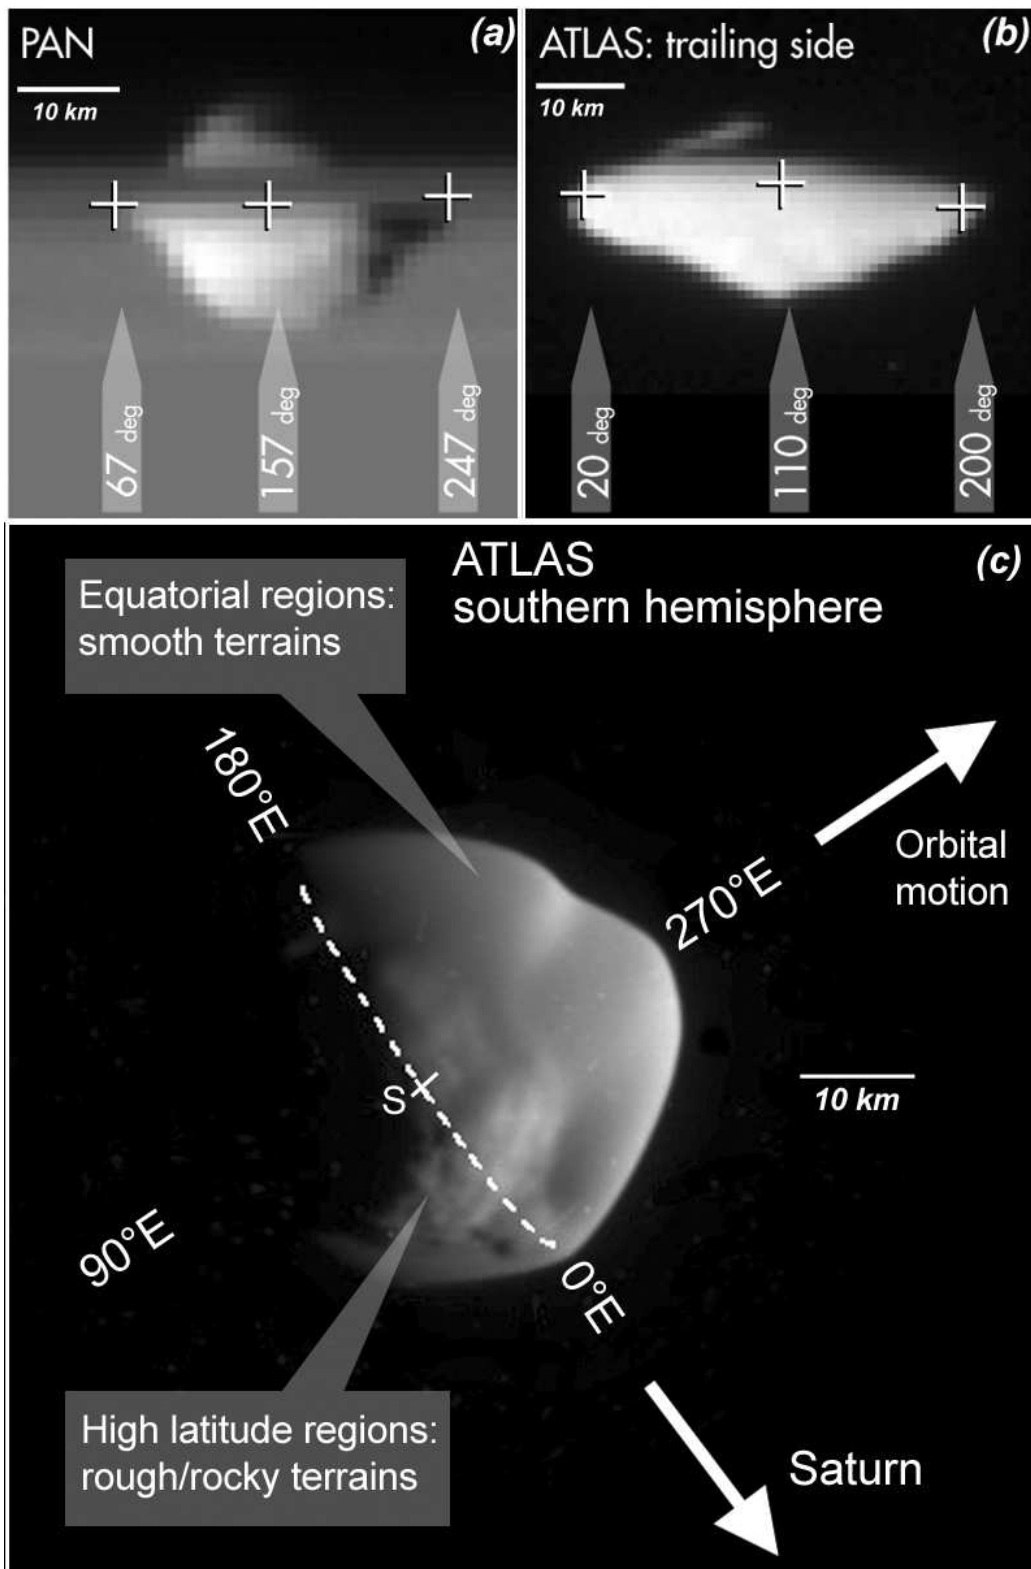 PAN
(a)
10 km
67 deg
157 deg
247 deg
ATLAS: trailing side
(b)
10 km
20 deg
110 deg
200 deg
ATLAS
southern hemisphere
(c)
Equatorial regions:
smooth terrains
180°E
Orbital
motion
270°E
10 km
S
90°E
0°E
High latitude regions:
rough/rocky terrains
Saturn